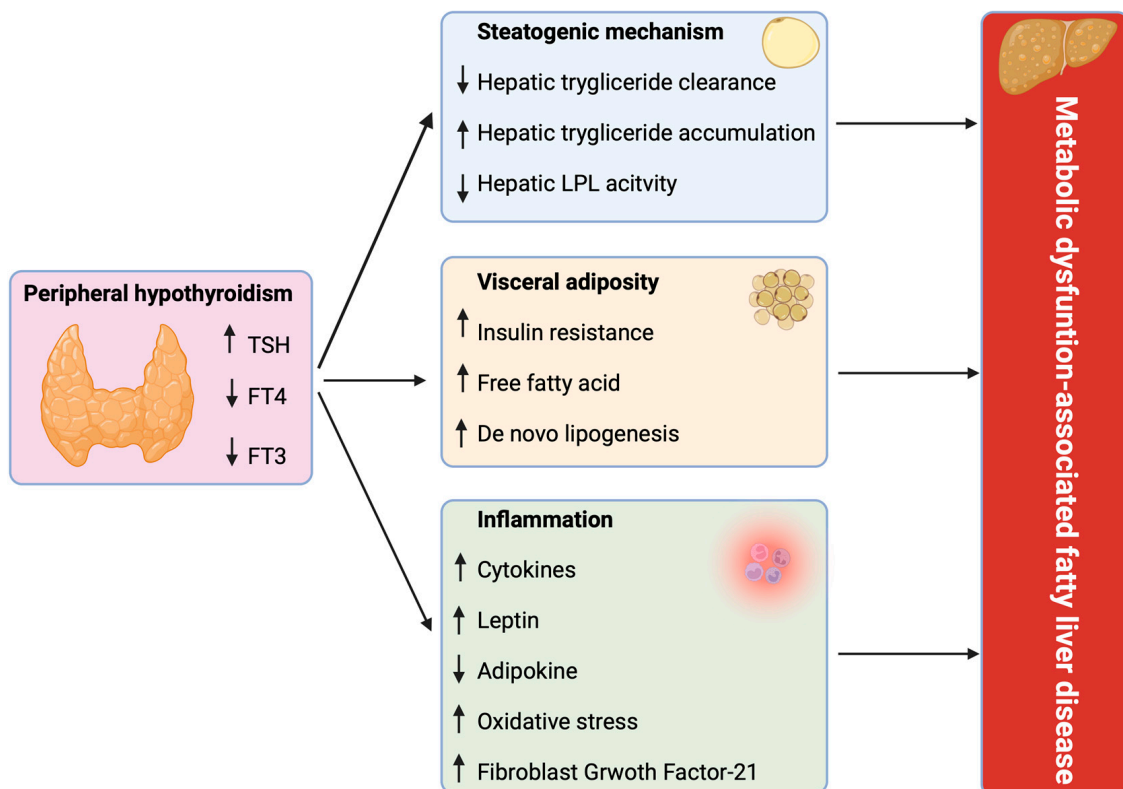 Peripheral hypothyroidism
↑ TSH
↓ FT4
↓ FT3
Steatogenic mechanism
↓ Hepatic trygliceride clearance
↑ Hepatic trygliceride accumulation
↓ Hepatic LPL acitvity
Visceral adiposity
↑ Insulin resistance
↑ Free fatty acid
↑ De novo lipogenesis
Inflammation
↑ Cytokines
↑ Leptin
↓ Adipokine
↑ Oxidative stress
↑ Fibroblast Grwoth Factor-21
Metabolic dysfuntion-associated fatty liver disease